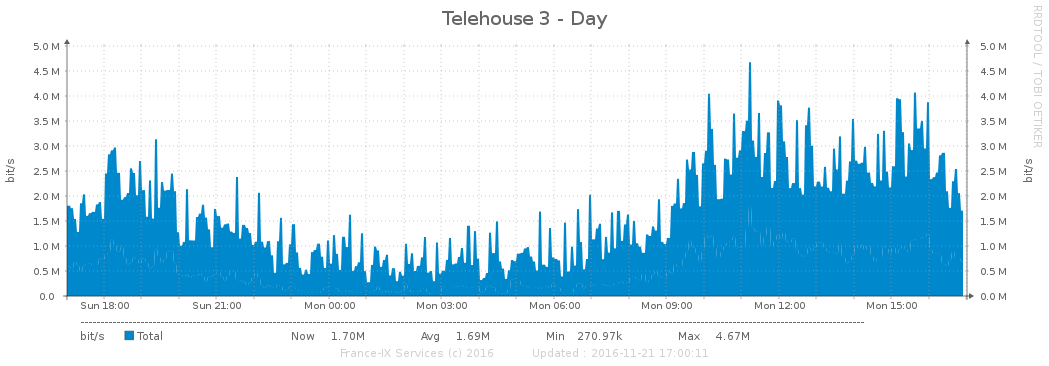 Telehouse 3 - Day
RRDTOOL / TOBI OETIKER
bit/s
bit/s
5.0 M 5.0 M
4.5 M 4.5 M
4.0 M 4.0 M
3.5 M 3.5 M
3.0 M 3.0 M
2.5 M 2.5 M
2.0 M 2.0 M
1.5 M 1.5 M
1.0 M 1.0 M
0.5 M 0.5 M
0.0 0.0 M
Sun 18:00 Sun 21:00 Mon 00:00 Mon 03:00 Mon 06:00 Mon 09:00 Mon 12:00 Mon 15:00
bit/s Total Now 1.70M Avg 1.69M Min 270.97k Max 4.67M
France-IX Services (c) 2016 Updated : 2016-11-21 17:00:11